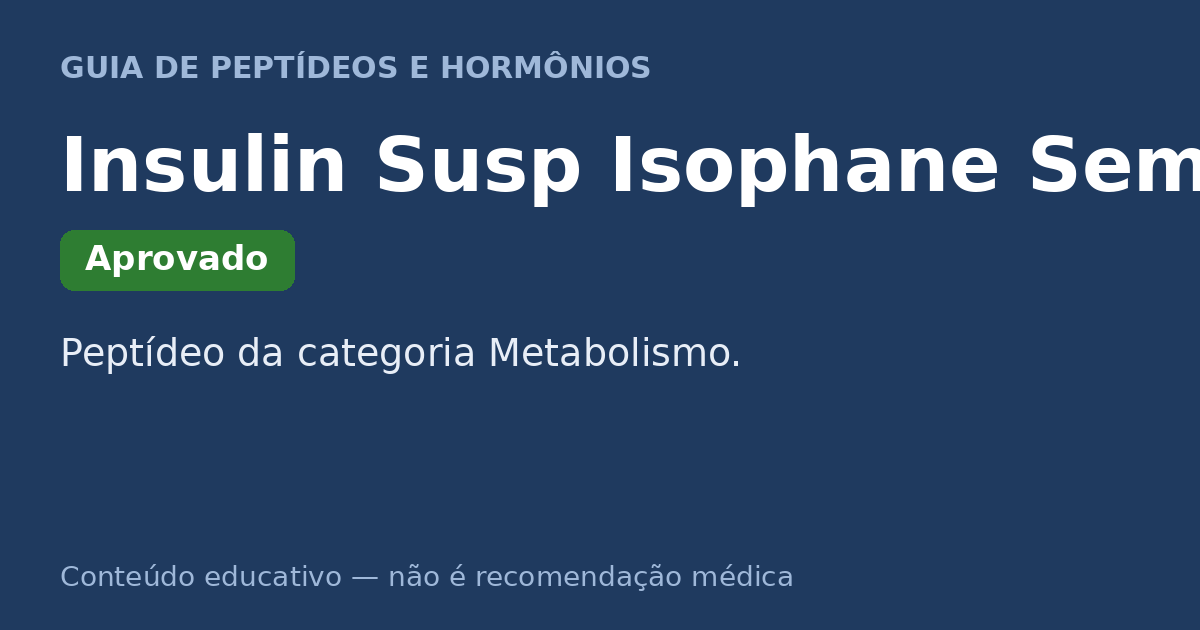 GUIA DE PEPTÍDEOS E HORMÔNIOS
Insulin Susp Isophane Sem
Aprovado
Peptídeo da categoria Metabolismo.
Conteúdo educativo — não é recomendação médica